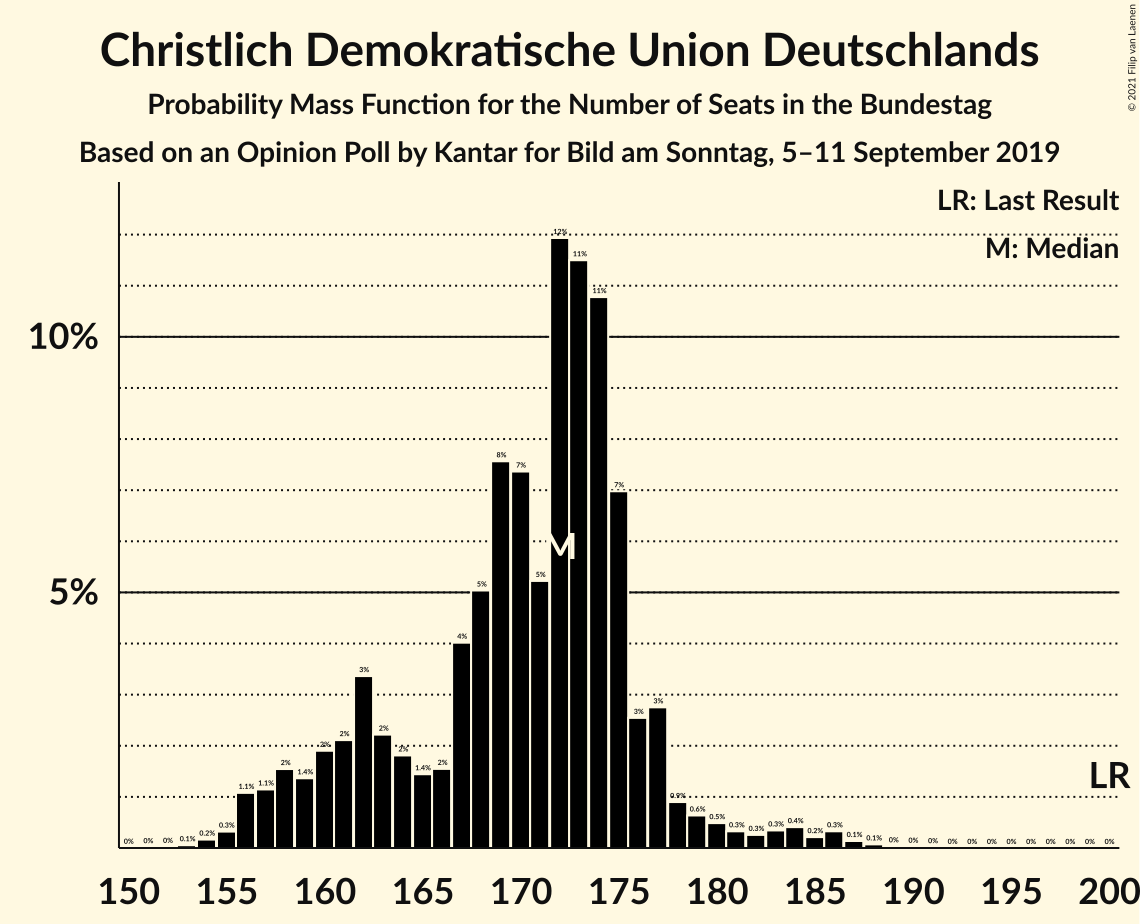 Christlich Demokratische Union Deutschlands
Probability Mass Function for the Number of Seats in the Bundestag
Based on an Opinion Poll by Kantar for Bild am Sonntag, 5–11 September 2019
© 2021 Filip van Laenen
LR: Last Result
M: Median
10%
5%
0% 0% 0% 0.1% 0.2% 0.3% 1.1% 1.1% 2% 1.4% 2% 2% 3% 2% 2% 1.4% 2% 4% 5% 8% 7% 5% 12% 11% 11% 7% 3% 3% 0.9% 0.6% 0.5% 0.3% 0.3% 0.3% 0.4% 0.2% 0.3% 0.1% 0.1% 0% 0% 0% 0% 0% 0% 0% 0% 0% 0% 0% 0%
M
LR
150 155 160 165 170 175 180 185 190 195 200